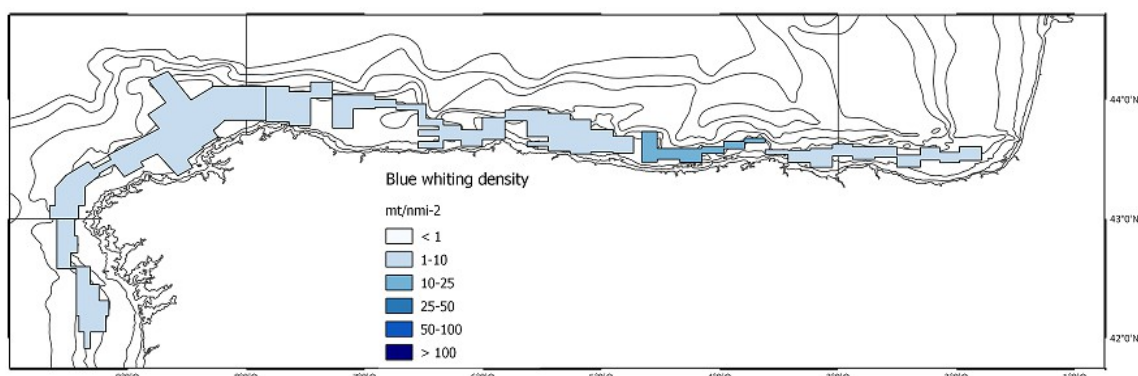 44°0'N
Blue whiting density
mt/nmi-2
< 1
43°0'N
1-10
10-25
25-50
50-100
42°0'N
> 100